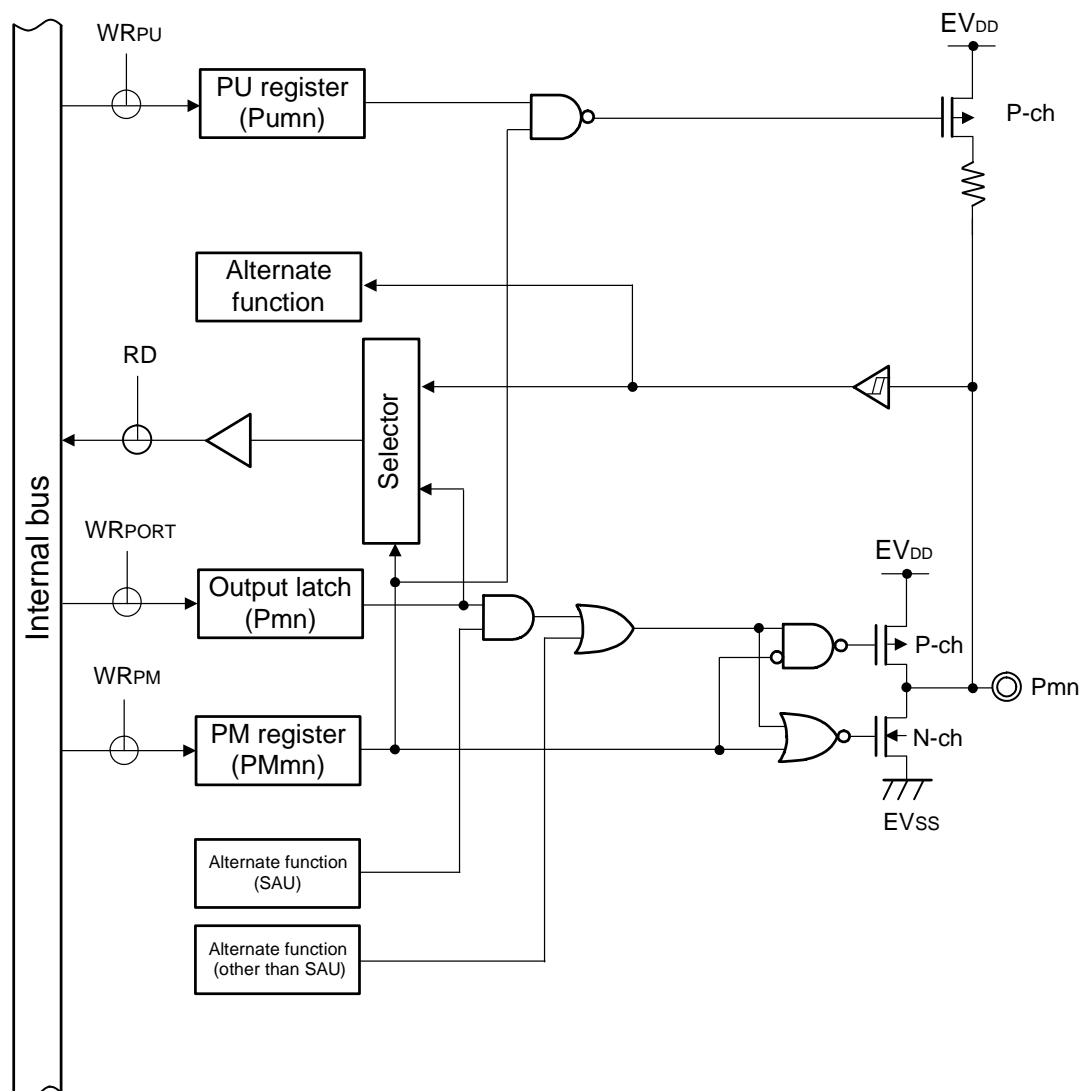 WRPU
EVDD
PU register
(Pumn)
P-ch
Alternate
function
RD
Selector
Internal bus
WRPORT
Output latch
(Pmn)
EVDD
P-ch
Pmn
WRPM
PM register
(PMmn)
N-ch
EVSS
Alternate function
(SAU)
Alternate function
(other than SAU)